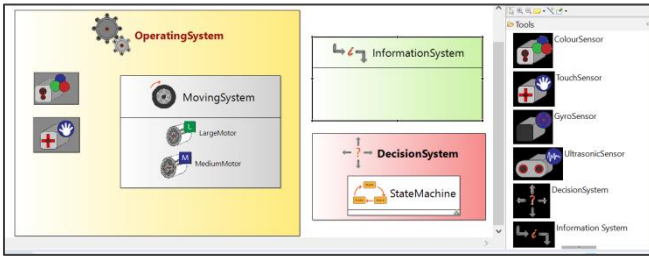 OperatingSystem
MovingSystem
L
LargeMotor
M
MediumMotor
InformationSystem
DecisionSystem
StateMachine
Tools
ColourSensor
TouchSensor
GyroSensor
UltrasonicSensor
DecisionSystem
Information System